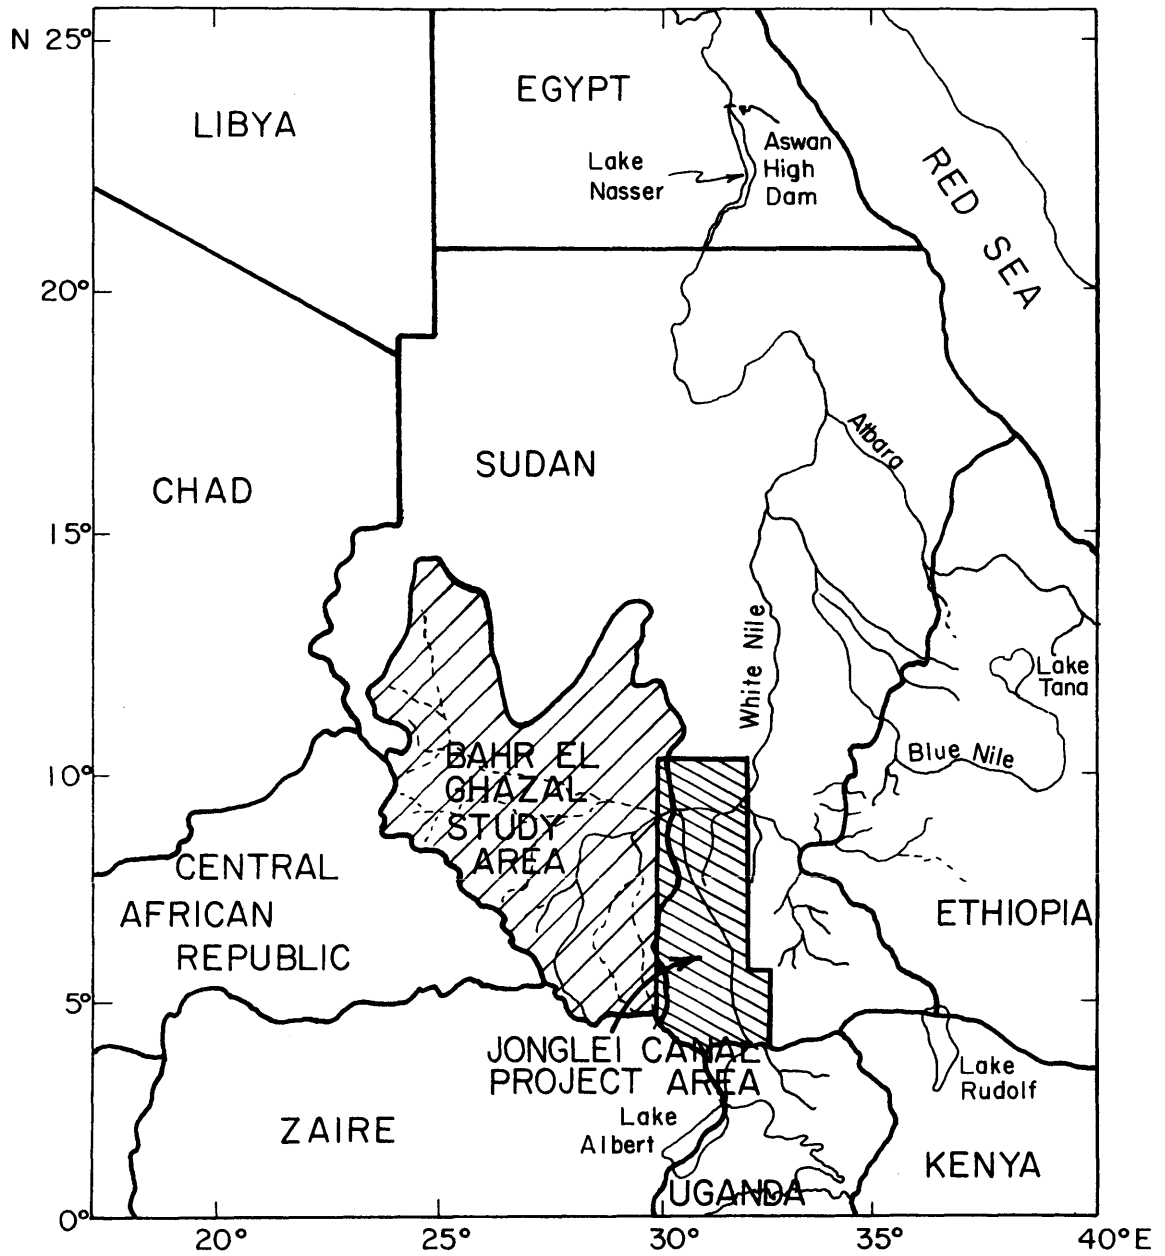 N 25°
EGYPT
LIBYA
Aswan
High
Dam
Lake
Nasser
RED SEA
20°
Atbara
SUDAN
CHAD
15°
White Nile
Lake
Tana
Blue Nile
10°
BAHR EL
GHAZAL
STUDY
AREA
CENTRAL
AFRICAN
REPUBLIC
ETHIOPIA
5°
JONGLEI CANAL
PROJECT AREA
Lake
Rudolf
Lake
Albert
ZAIRE
KENYA
UGANDA
0°
20°
25°
30°
35°
40°E